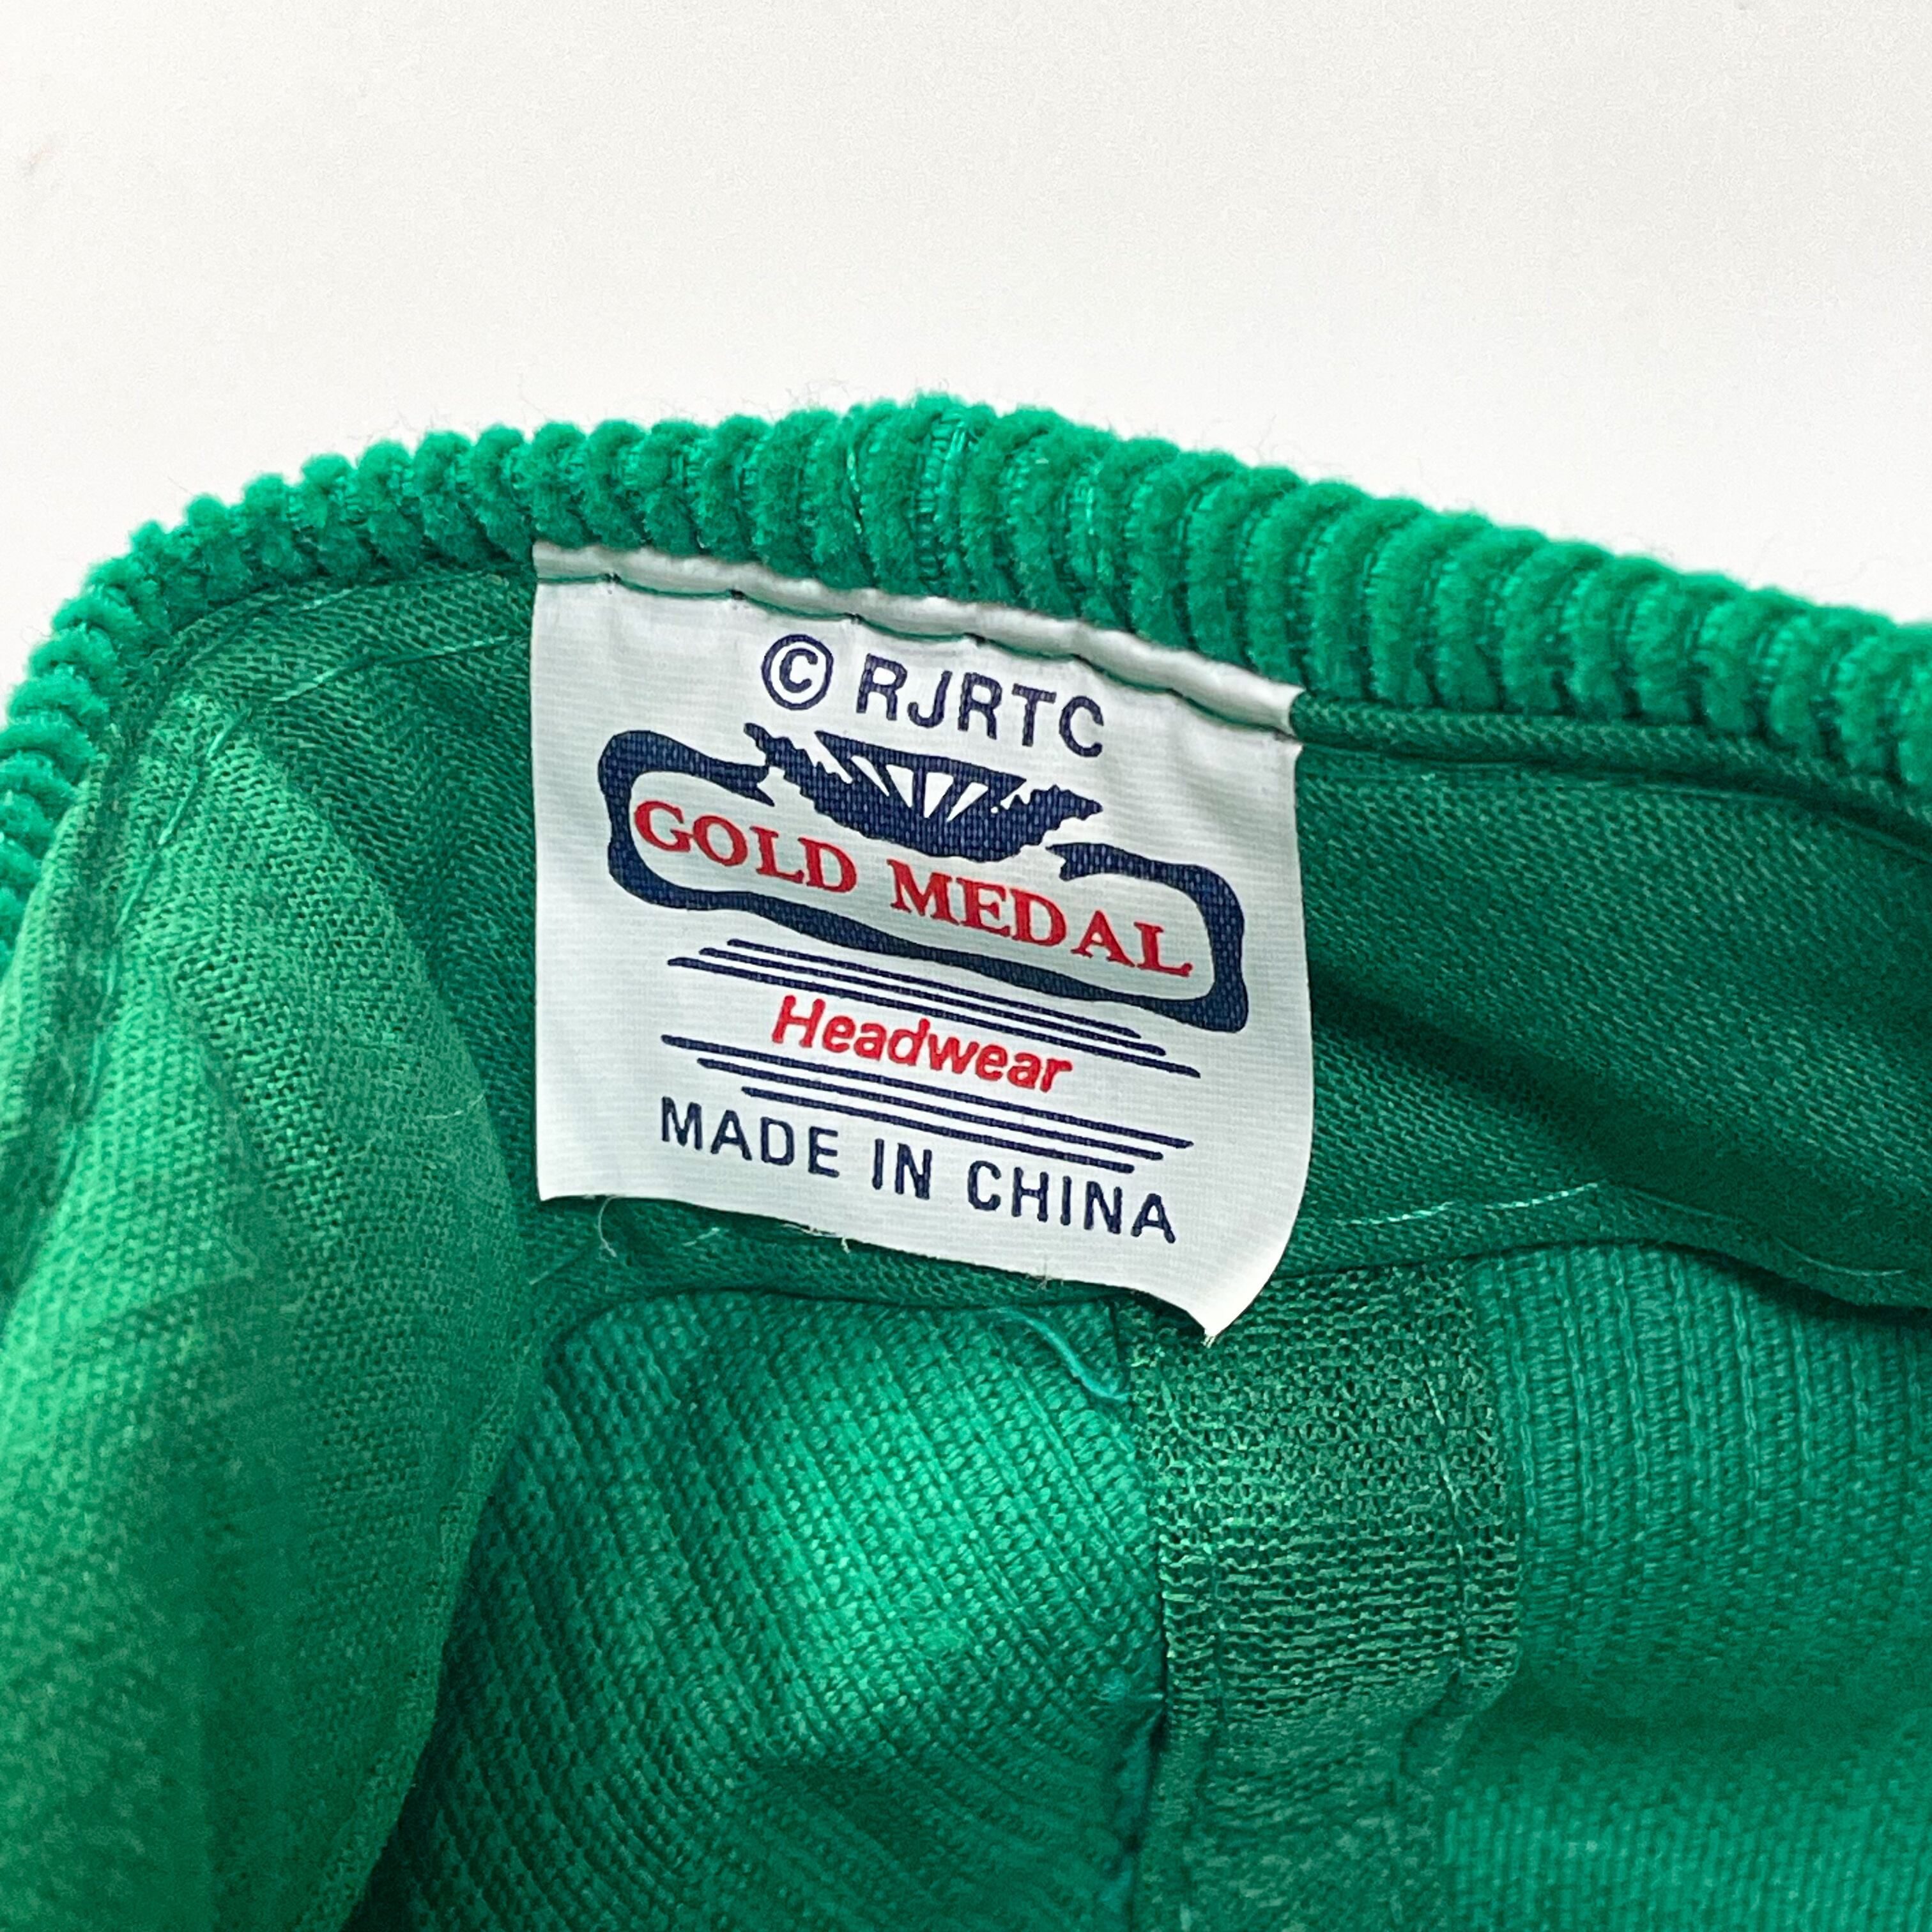 © RJRTC
GOLD MEDAL
Headwear
MADE IN CHINA